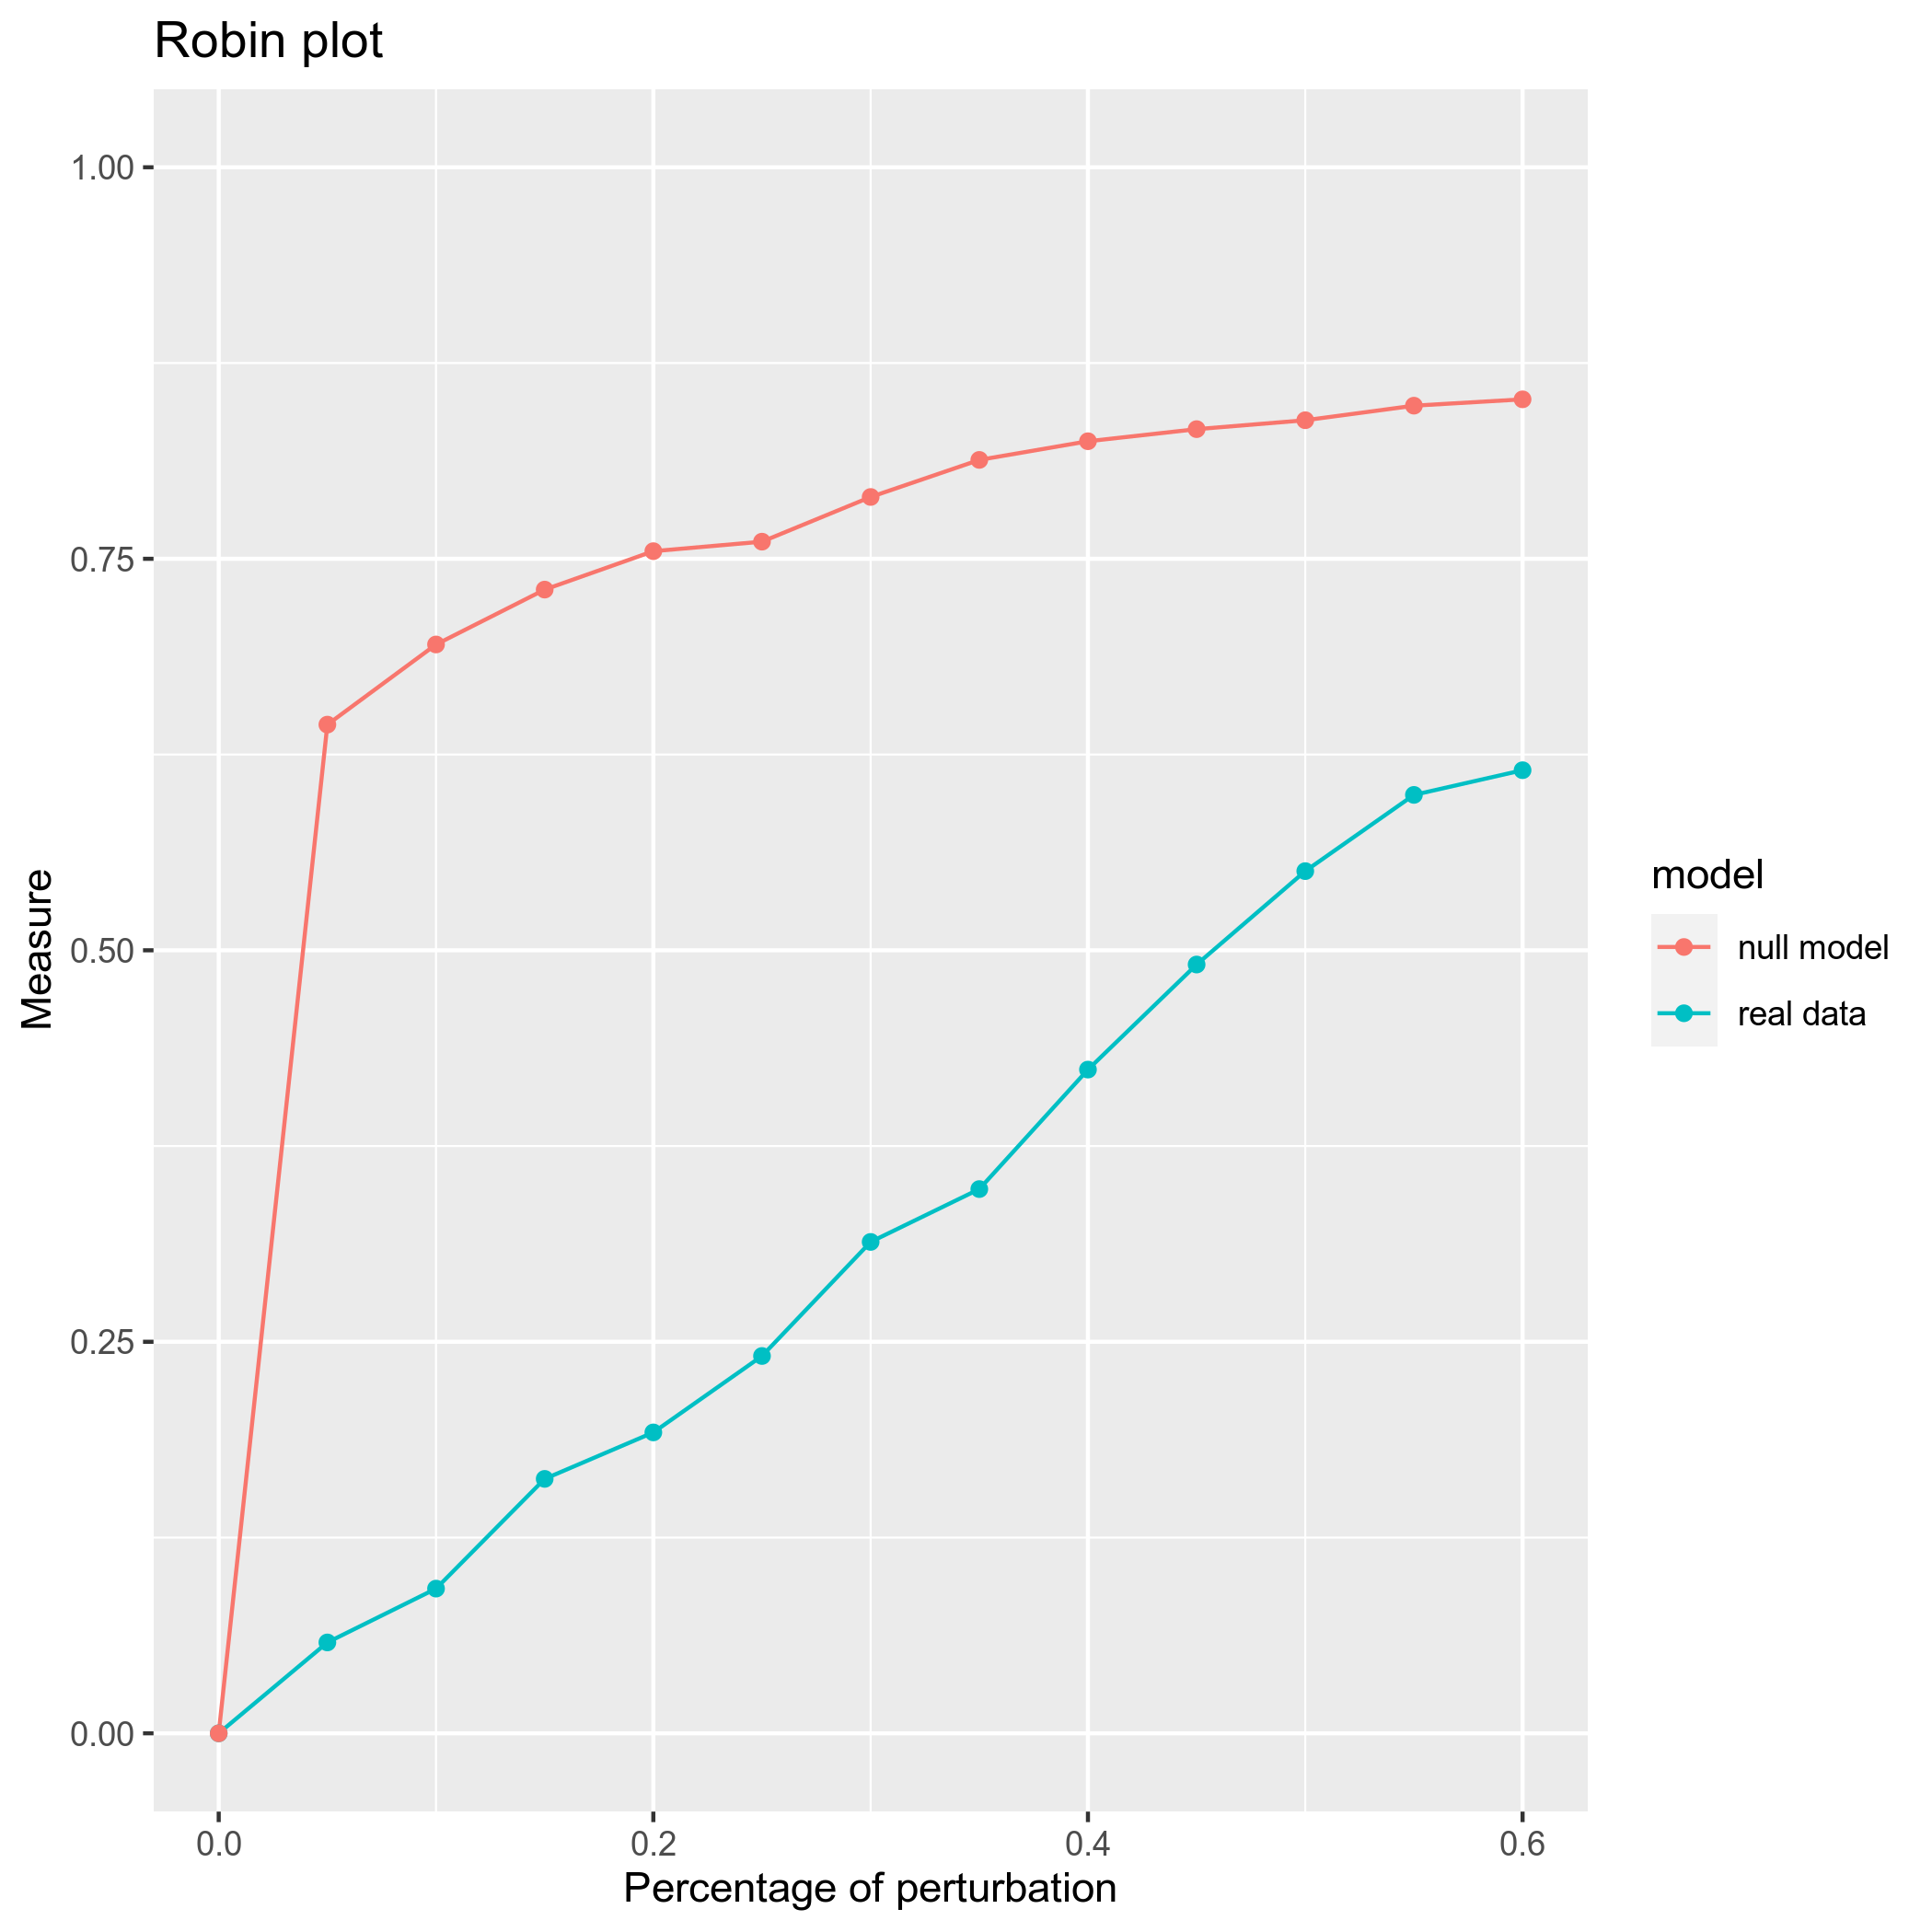 Robin plot
1.00
0.75
0.50
0.25
0.00
Measure
0.0 0.2 0.4 0.6
Percentage of perturbation
model
null model
real data